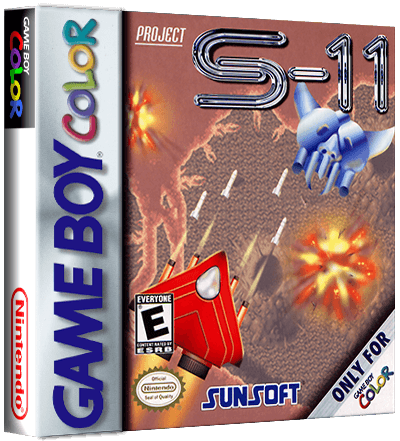 GAME BOY
COLOR
Nintendo
GAME BOY COLOR
PROJECT
S-11
EVERYONE
E
CONTENT RATED BY
ESRB
Official
Nintendo
Seal of Quality
SUNSOFT
ONLY FOR
GAME BOY
COLOR